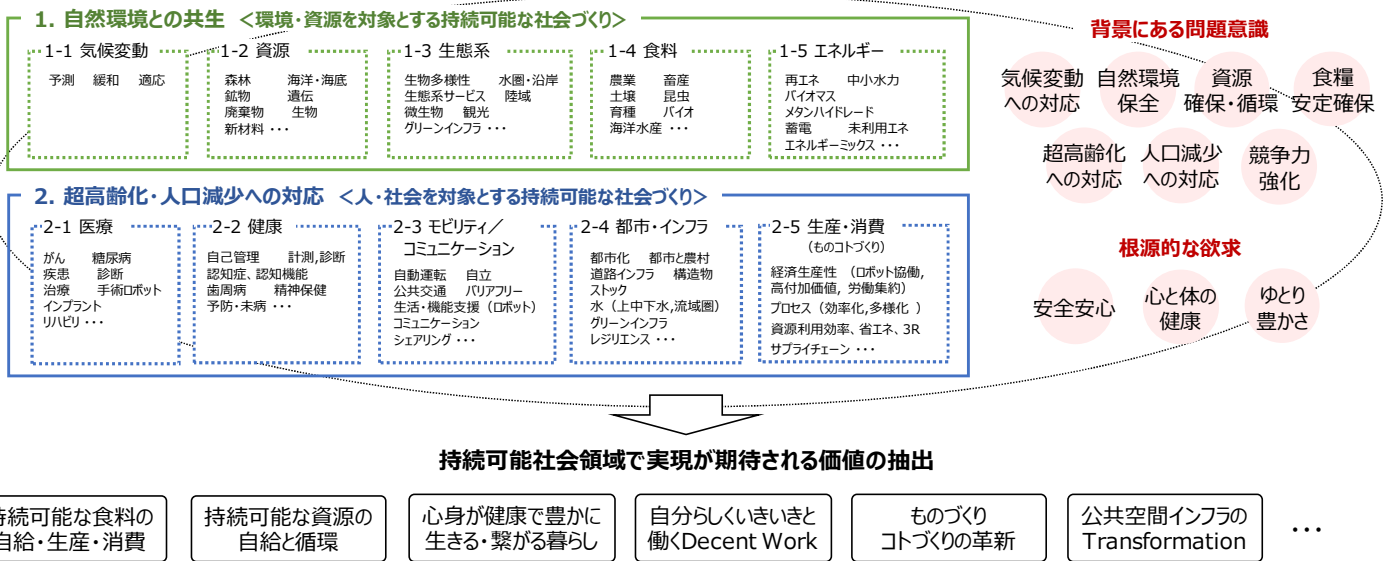 1. 自然環境との共生 <環境・資源を対象とする持続可能な社会づくり>
1-1 気候変動
予測 緩和 適応
1-2 資源
森林 海洋・海底
鉱物 遺伝
廃棄物 生物
新材料 ・・・
1-3 生態系
生物多様性 水圏・沿岸
生態系サービス 陸域
微生物 観光
グリーンインフラ ・・・
1-4 食料
農業 畜産
土壌 昆虫
育種 バイオ
海洋水産 ・・・
1-5 エネルギー
再エネ 中小水力
バイオマス
メタンハイドレード
蓄電 未利用エネ
エネルギーミックス ・・・
2. 超高齢化・人口減少への対応 <人・社会を対象とする持続可能な社会づくり>
2-1 医療
がん 糖尿病
疾患 診断
治療 手術ロボット
インプラント
リハビリ ・・・
2-2 健康
自己管理 計測,診断
認知症、認知機能
歯周病 精神保健
予防・未病 ・・・
2-3 モビリティ／
コミュニケーション
自動運転 自立
公共交通 バリアフリー
生活・機能支援（ロボット）
コミュニケーション
シェアリング ・・・
2-4 都市・インフラ
都市化 都市と農村
道路インフラ 構造物
ストック
水（上中下水,流域圏）
グリーンインフラ
レジリエンス ・・・
2-5 生産・消費
（ものコトづくり）
経済生産性 （ロボット協働,
高付加価値, 労働集約）
プロセス（効率化,多様化 ）
資源利用効率、省エネ、3R
サプライチェーン ・・・
背景にある問題意識
気候変動
への対応
自然環境
保全
資源
確保・循環
食糧
安定確保
超高齢化
への対応
人口減少
への対応
競争力
強化
根源的な欲求
安全安心
心と体の
健康
ゆとり
豊かさ
持続可能社会領域で実現が期待される価値の抽出
続可能な食料の
自給・生産・消費
持続可能な資源の
自給と循環
心身が健康で豊かに
生きる・繋がる暮らし
自分らしくいきいきと
働くDecent Work
ものづくり
コトづくりの革新
公共空間インフラの
Transformation
・・・